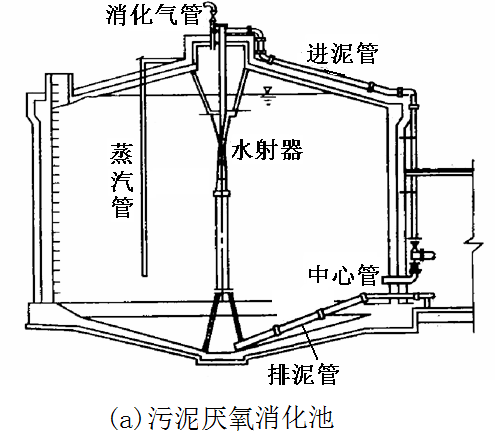 消化气管
进泥管
水射器
蒸汽管
中心管
排泥管
(a)污泥厌氧消化池